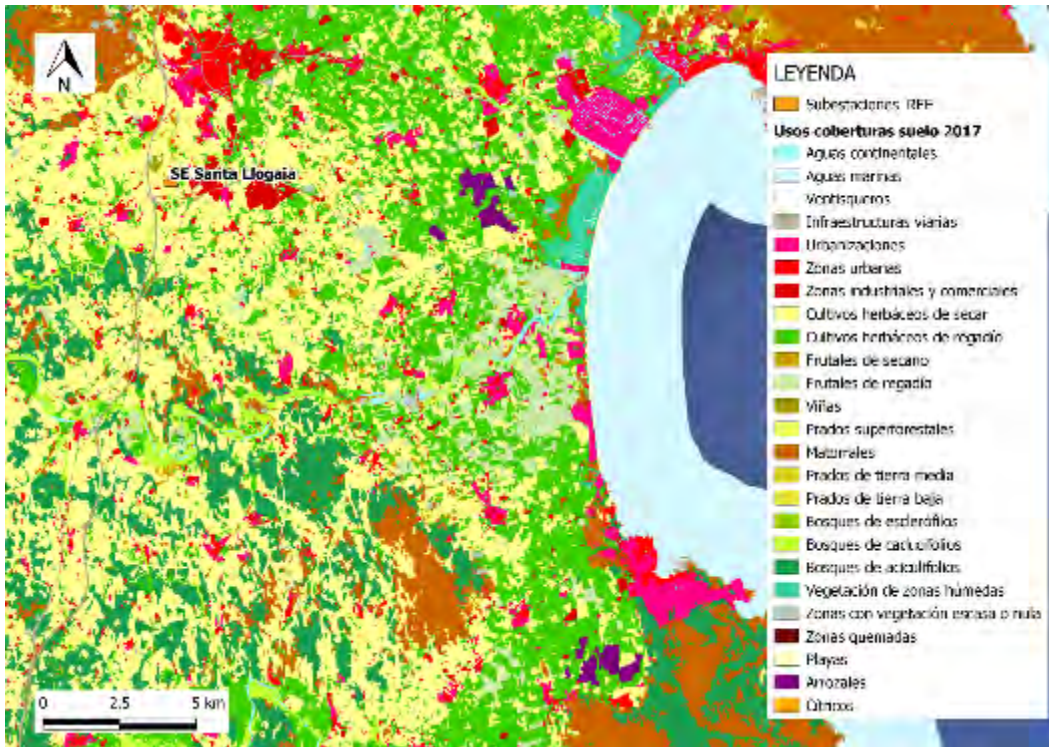 N
SE Santa Llogaia
0 2.5 5 km
LEYENDA
Subestaciones REE
Usos coberturas suelo 2017
Aguas continentales
Aguas marinas
Ventisqueros
Infraestructuras viarias
Urbanizaciones
Zonas urbanas
Zonas industriales y comerciales
Cultivos herbáceos de secar
Cultivos herbáceos de regadío
Frutales de secano
Frutales de regadío
Viñas
Prados superforestales
Matorrales
Prados de tierra media
Prados de tierra baja
Bosques de esclerófilos
Bosques de caducifolios
Bosques de aciculifolios
Vegetación de zonas húmedas
Zonas con vegetación escasa o nula
Zonas quemadas
Playas
Arrozales
Cítricos